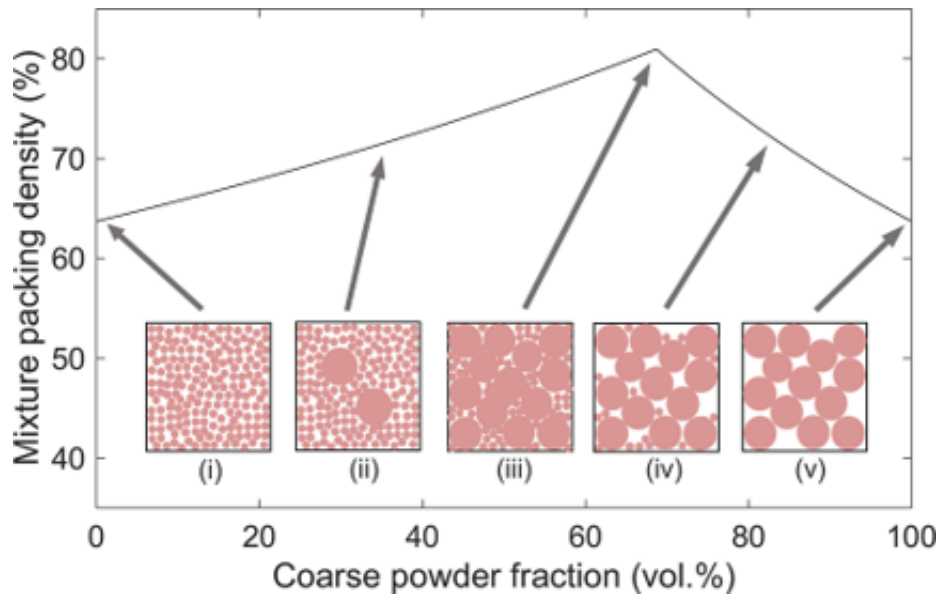 Mixture packing density (%)
80
70
60
50
40
(i)
(ii)
(iii)
(iv)
(v)
0
20
40
60
80
100
Coarse powder fraction (vol.%)